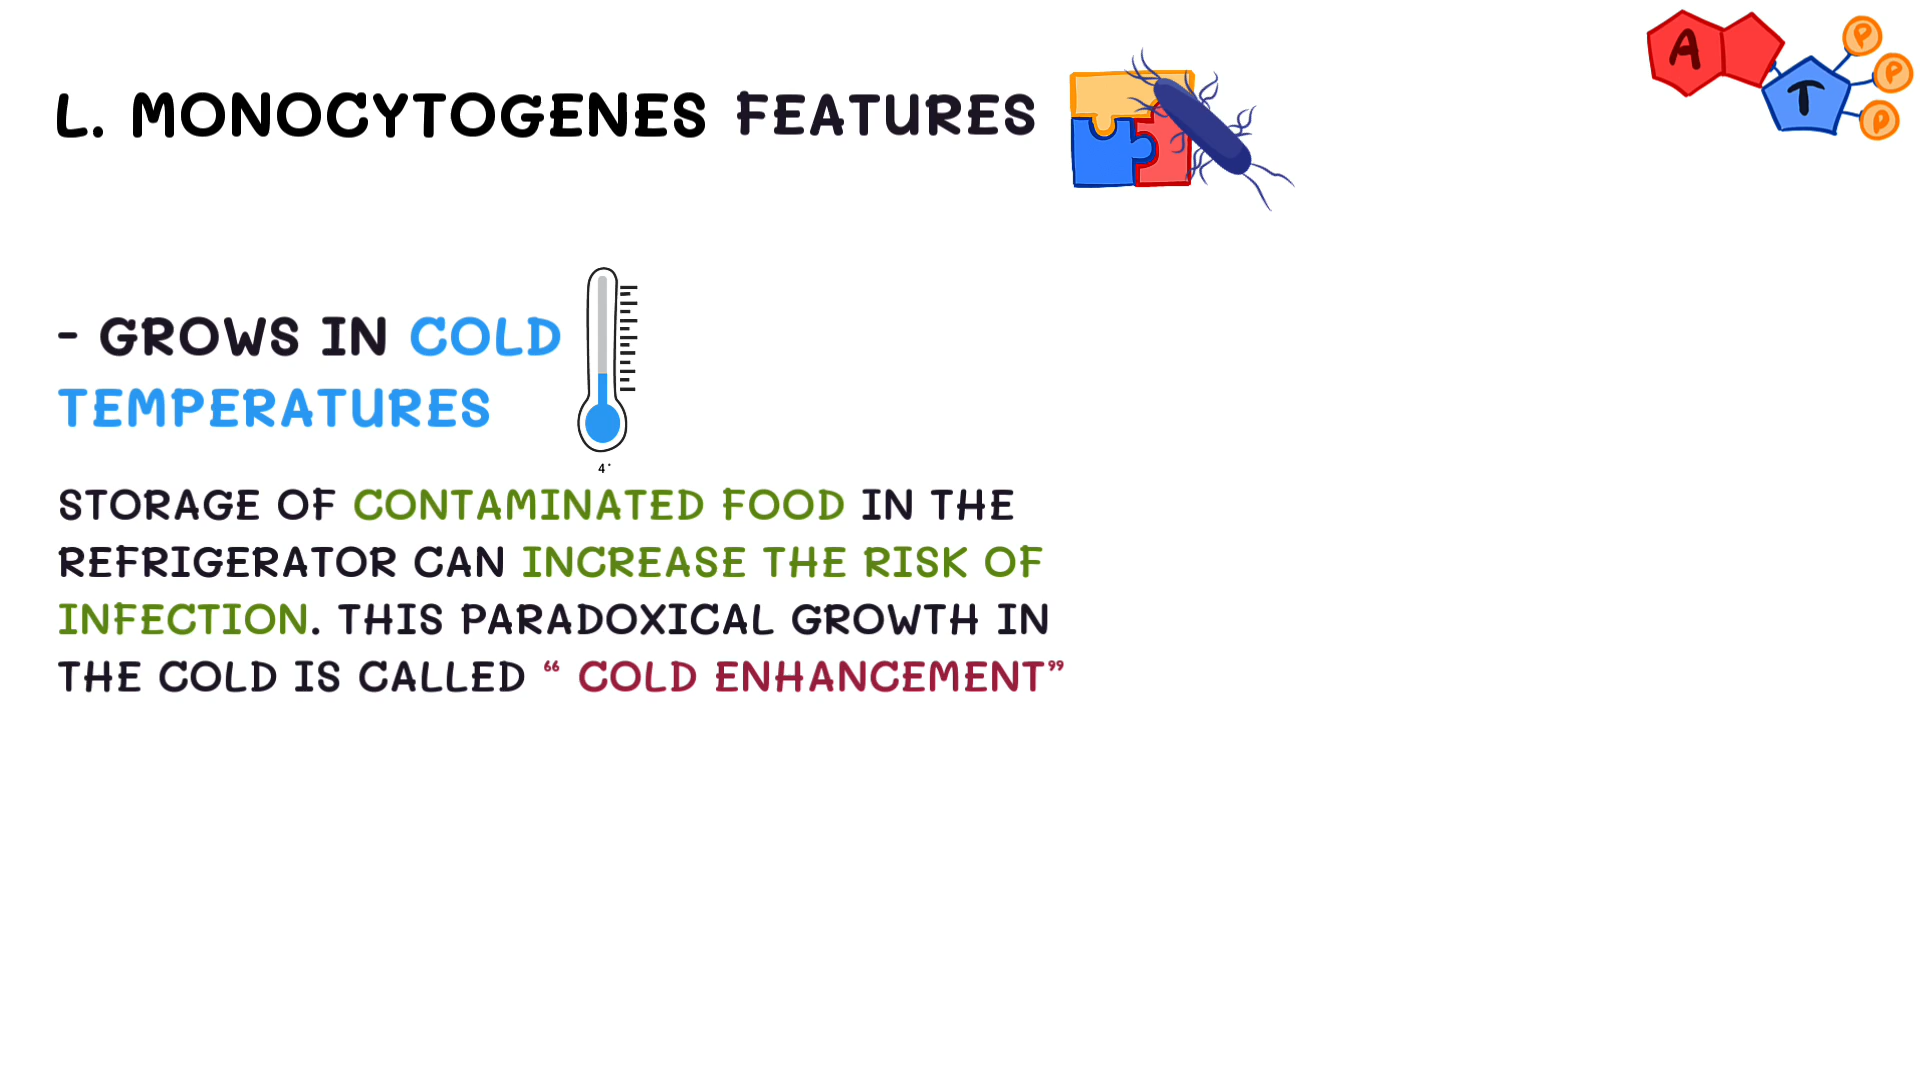 L. MONOCYTOGENES FEATURES
A
T
P
P
P
- GROWS IN COLD
TEMPERATURES
4°
STORAGE OF CONTAMINATED FOOD IN THE
REFRIGERATOR CAN INCREASE THE RISK OF
INFECTION. THIS PARADOXICAL GROWTH IN
THE COLD IS CALLED “ COLD ENHANCEMENT”